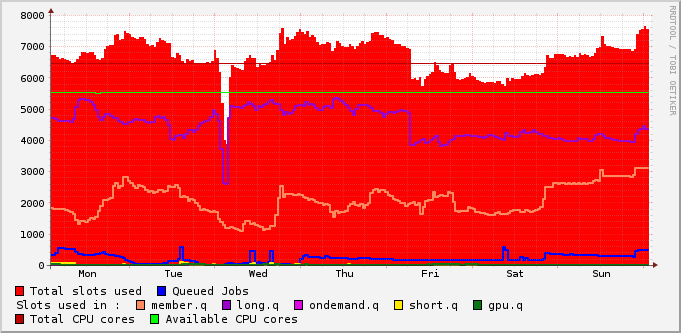 8000
7000
6000
5000
4000
3000
2000
1000
0
Mon Tue Wed Thu Fri Sat Sun
RRDTOOL / TOBI OETIKER
Total slots used Queued Jobs
Slots used in : member.q long.q ondemand.q short.q gpu.q
Total CPU cores Available CPU cores